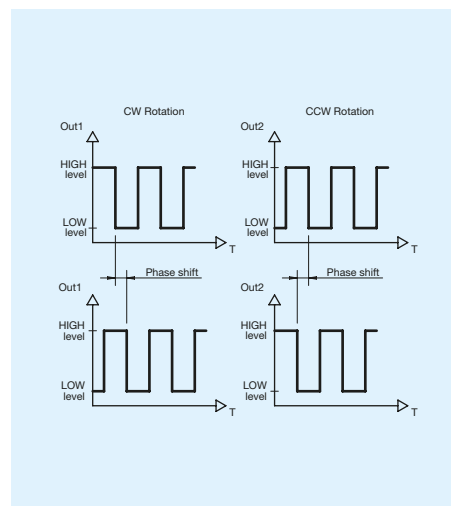 CW Rotation
CCW Rotation
Out1
Out2
HIGH
level
HIGH
level
LOW
level
LOW
level
T
T
Phase shift
Phase shift
Out1
Out2
HIGH
level
HIGH
level
LOW
level
LOW
level
T
T